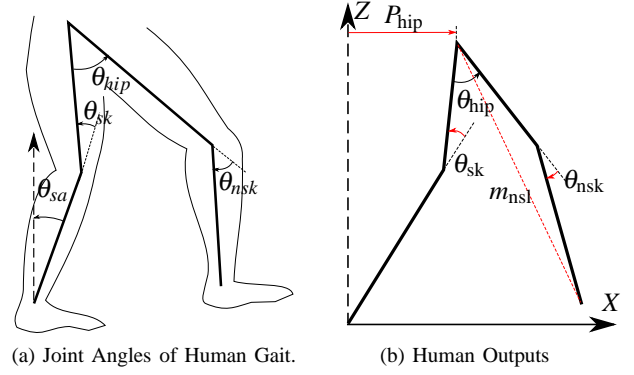 θhip
θsk
θsa
θnsk
(a) Joint Angles of Human Gait.
Z
Phip
θhip
θsk
θnsk
mnsl
X
(b) Human Outputs